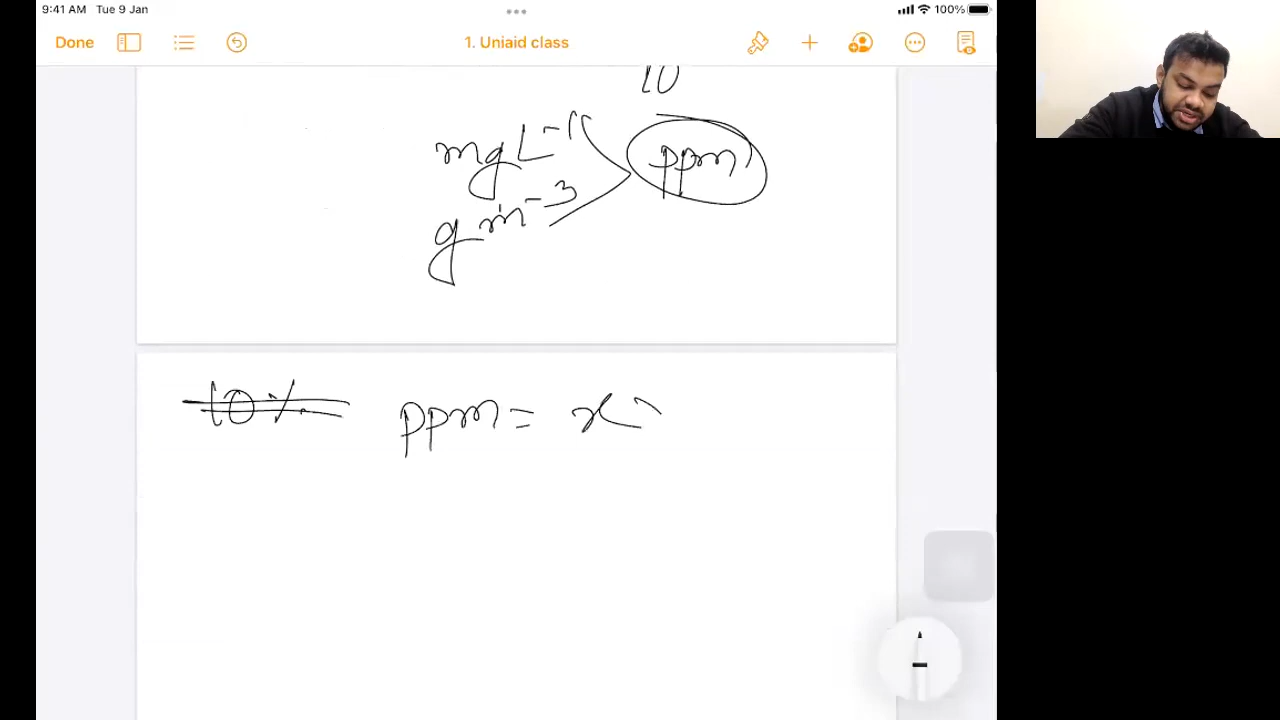 9:41 AM Tue 9 Jan
100%
Done
1. Uniaid class
10
mg L⁻¹
ppm
g m⁻³
10%
ppm = x